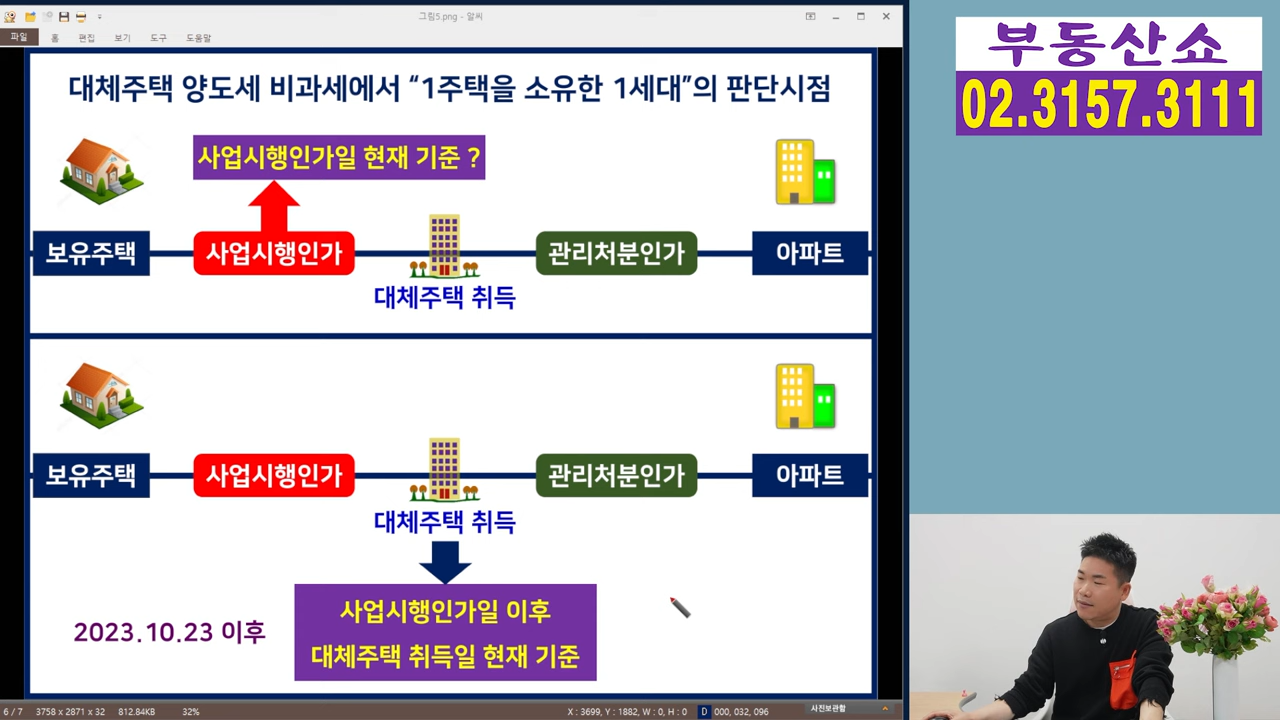 그림5.png - 알씨
파일 홈 편집 보기 도구 도움말
대체주택 양도세 비과세에서 “1주택을 소유한 1세대”의 판단시점
사업시행인가일 현재 기준 ?
보유주택 사업시행인가 관리처분인가 아파트
대체주택 취득
보유주택 사업시행인가 관리처분인가 아파트
대체주택 취득
2023.10.23 이후
사업시행인가일 이후
대체주택 취득일 현재 기준
6 / 7 3758 x 2871 x 32 812.84KB 32% X : 3699, Y : 1882, W : 0, H : 0 D 000, 032, 096 사진보관함
부동산쇼
02.3157.3111